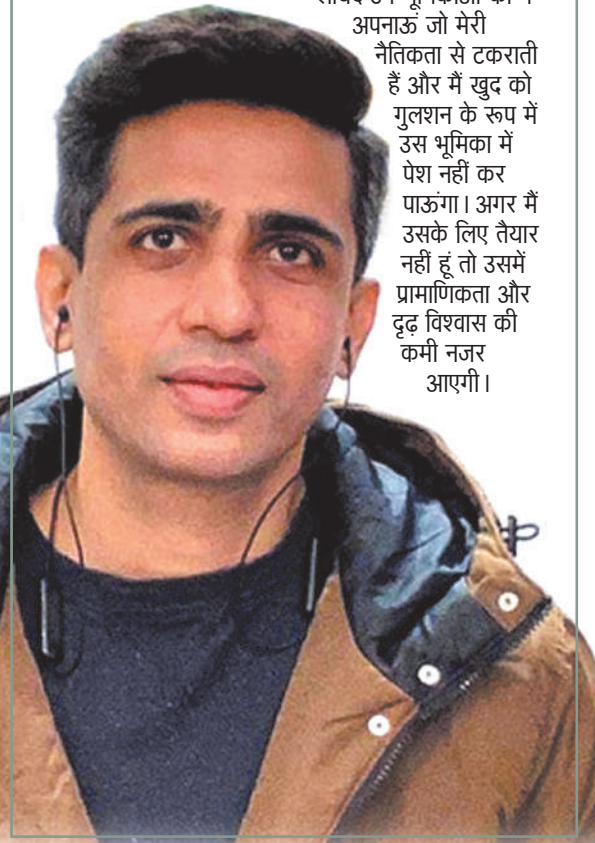 अपनाऊं जो मेरी
नैतिकता से टकराती
हैं और मैं खुद को
गुलशन के रूप में
उस भूमिका में
पेश नहीं कर
पाऊंगा। अगर मैं
उसके लिए तैयार
नहीं हूं तो उसमें
प्रामाणिकता और
दृढ़ विश्वास की
कमी नजर
आएगी।